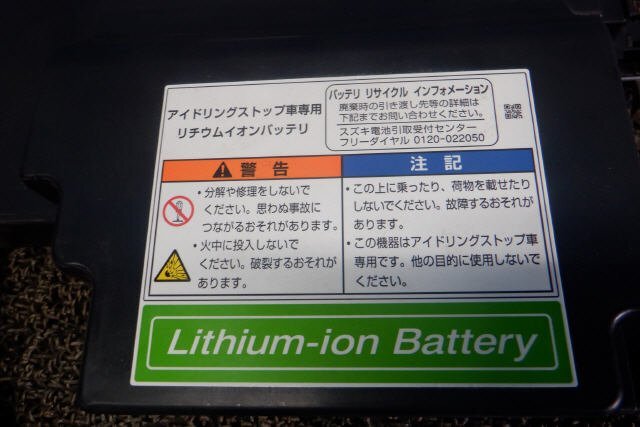 アイドリングストップ車専用
リチウムイオンバッテリ
バッテリ リサイクル インフォメーション
廃棄時の引き渡し先等の詳細は
下記までお問い合わせください。
スズキ電池引取受付センター
フリーダイヤル 0120-022050
警告
・分解や修理をしないで
ください。思わぬ事故に
つながるおそれがあります。
・火中に投入しないで
ください。破裂するおそれが
あります。
注記
・この上に乗ったり、荷物を載せたり
しないでください。故障するおそれが
あります。
・この機器はアイドリングストップ車
専用です。他の目的に使用しないで
ください。
Lithium-ion Battery